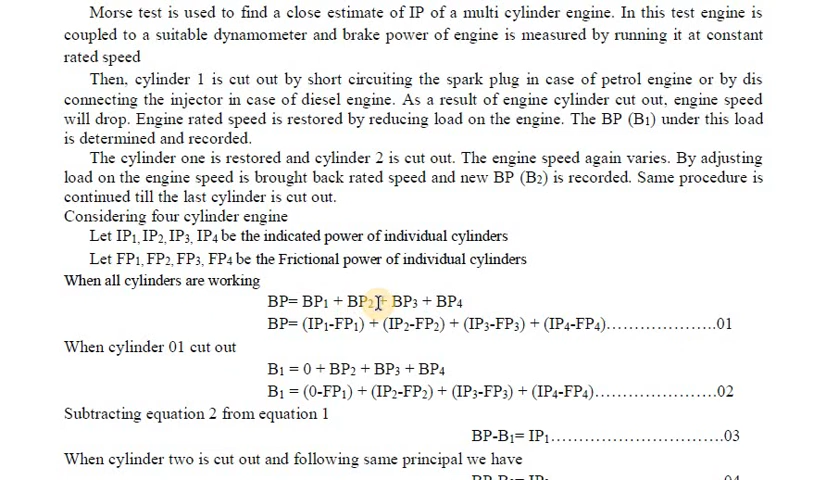 Morse test is used to find a close estimate of IP of a multi cylinder engine. In this test engine is
coupled to a suitable dynamometer and brake power of engine is measured by running it at constant
rated speed
Then, cylinder 1 is cut out by short circuiting the spark plug in case of petrol engine or by dis
connecting the injector in case of diesel engine. As a result of engine cylinder cut out, engine speed
will drop. Engine rated speed is restored by reducing load on the engine. The BP (B1) under this load
is determined and recorded.
The cylinder one is restored and cylinder 2 is cut out. The engine speed again varies. By adjusting
load on the engine speed is brought back rated speed and new BP (B2) is recorded. Same procedure is
continued till the last cylinder is cut out.
Considering four cylinder engine
Let IP1, IP2, IP3, IP4 be the indicated power of individual cylinders
Let FP1, FP2, FP3, FP4 be the Frictional power of individual cylinders
When all cylinders are working
BP= BP1 + BP2 + BP3 + BP4
BP= (IP1-FP1) + (IP2-FP2) + (IP3-FP3) + (IP4-FP4)......................01
When cylinder 01 cut out
B1 = 0 + BP2 + BP3 + BP4
B1 = (0-FP1) + (IP2-FP2) + (IP3-FP3) + (IP4-FP4)........................02
Subtracting equation 2 from equation 1
BP-B1= IP1..................................03
When cylinder two is cut out and following same principal we have